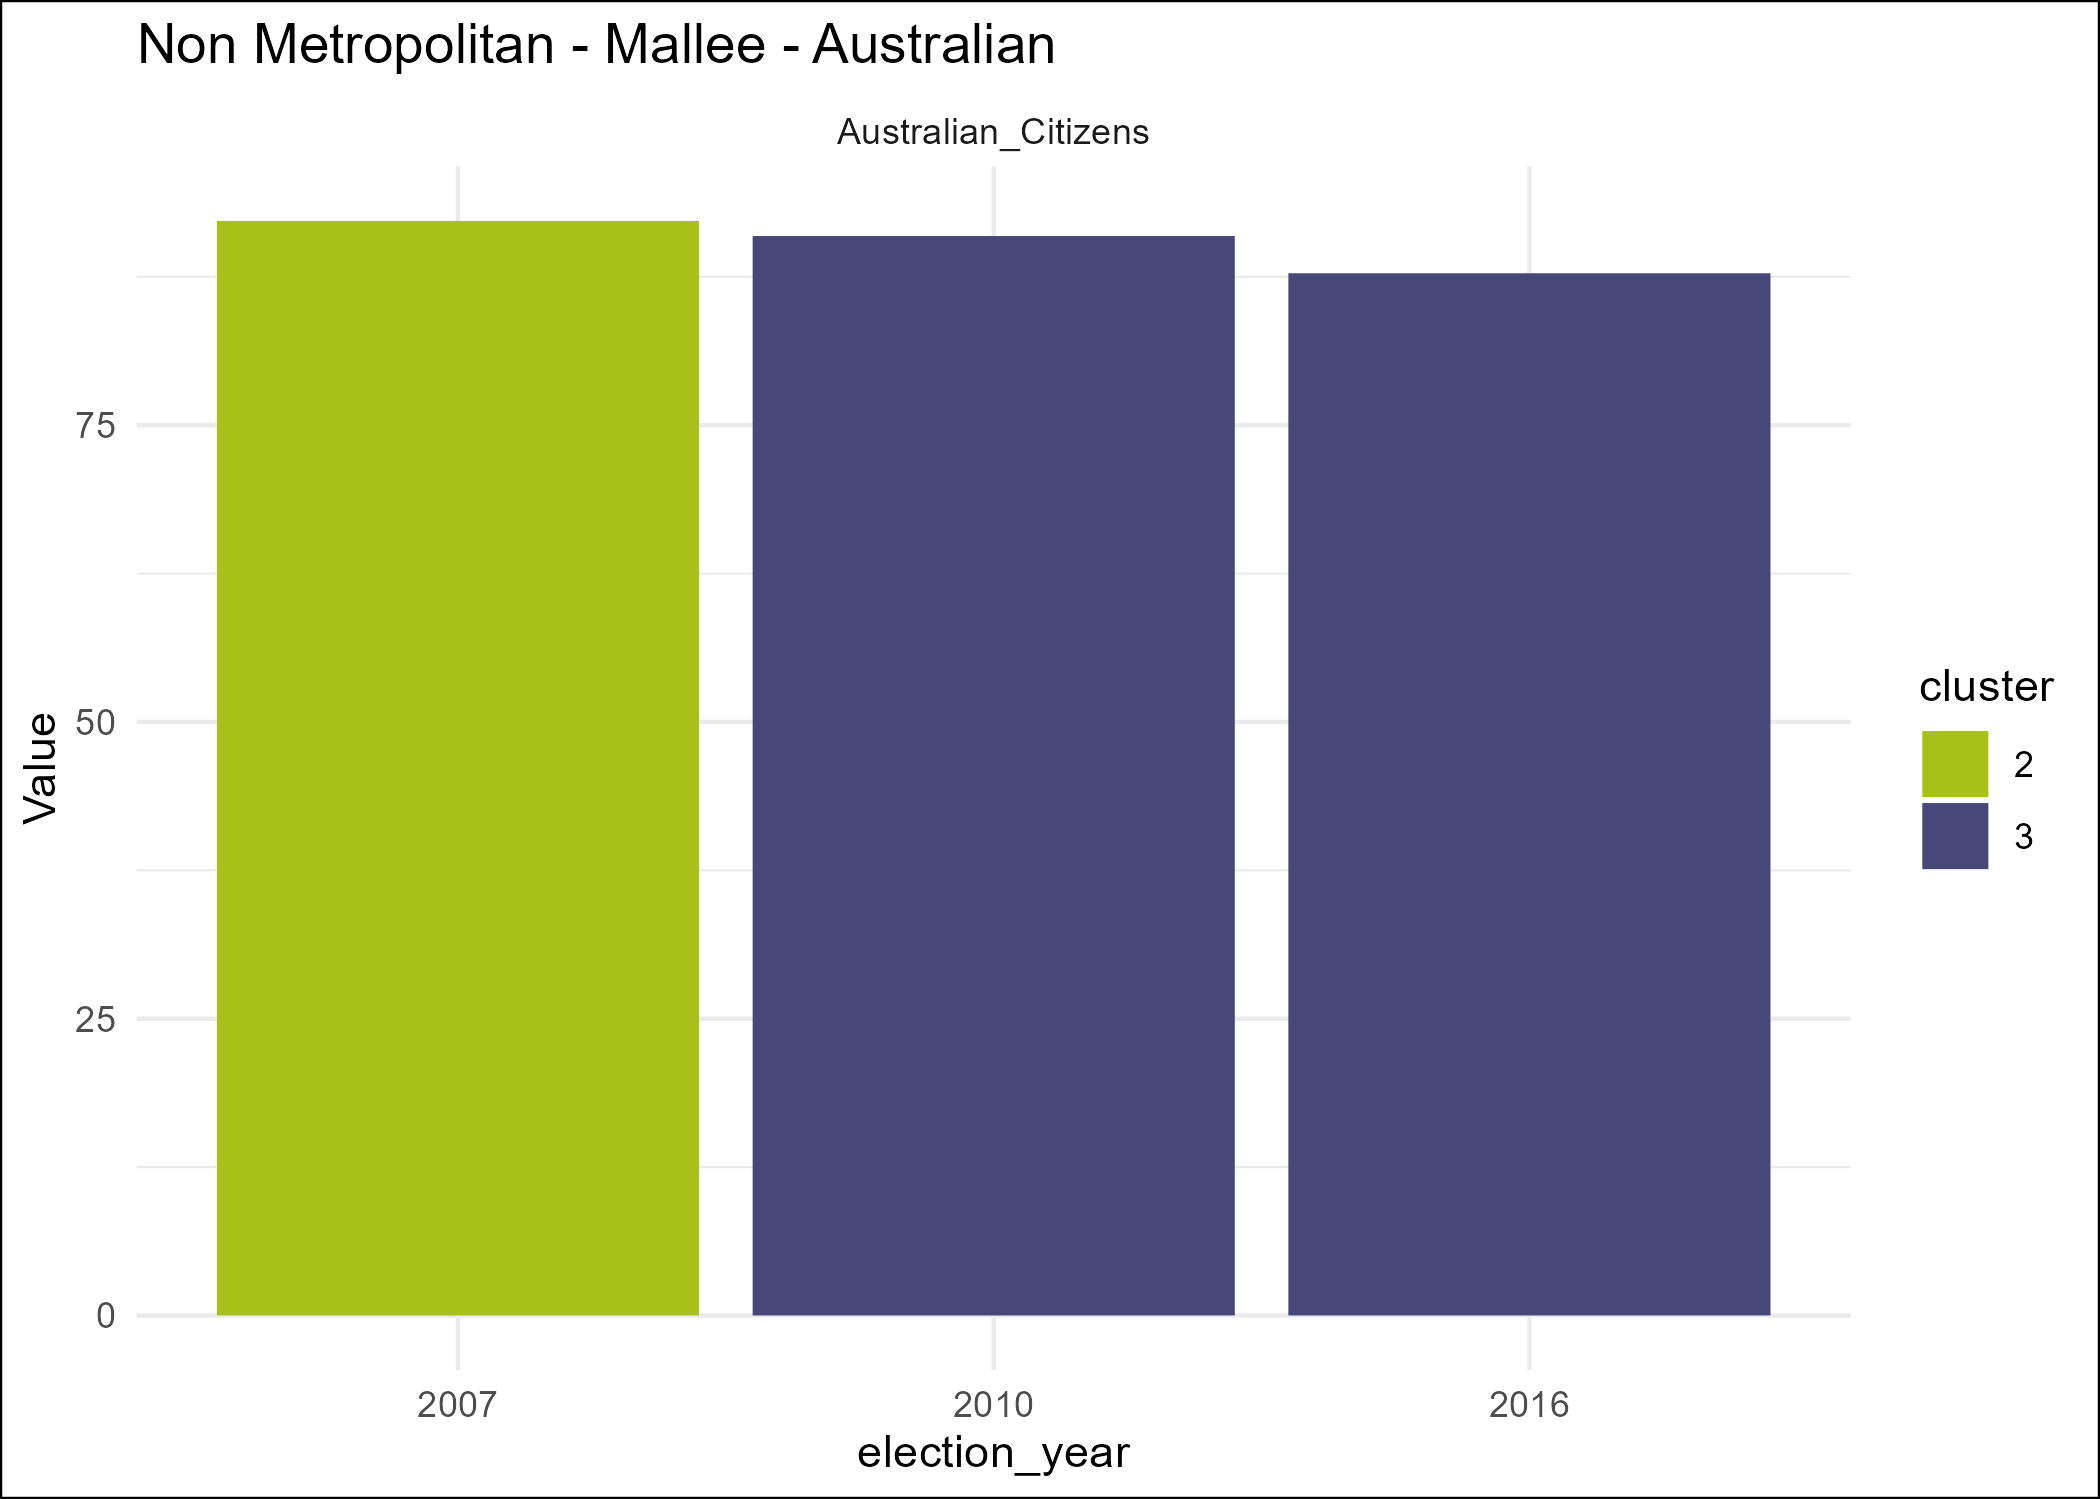 Non Metropolitan - Mallee - Australian
Australian_Citizens
75
50
25
0
Value
2007 2010 2016
election_year
cluster
2
3